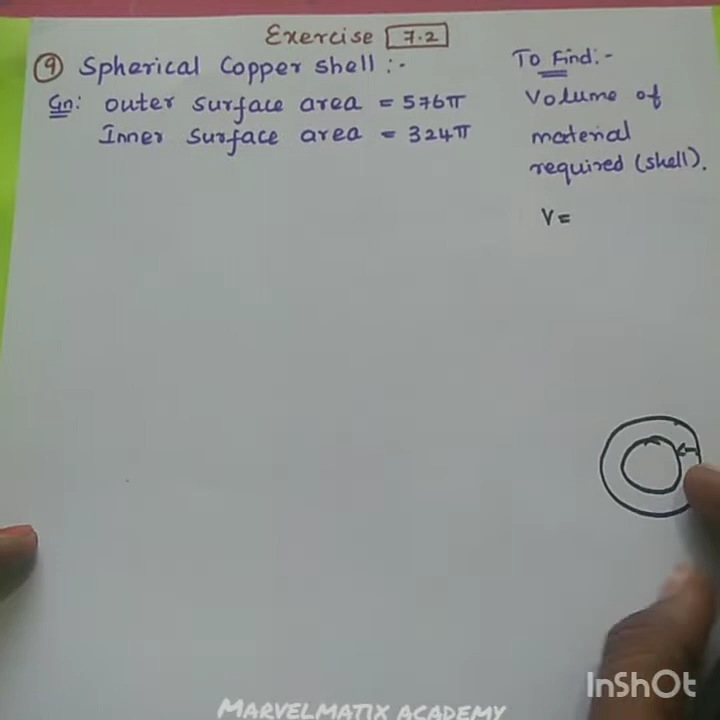 Exercise 7.2
9 Spherical Copper shell :-
Gn: outer surface area = 576π
Inner surface area = 324π
To Find:-
Volume of
material
required (shell).
V =
InShOt
MARVELMATIX ACADEMY